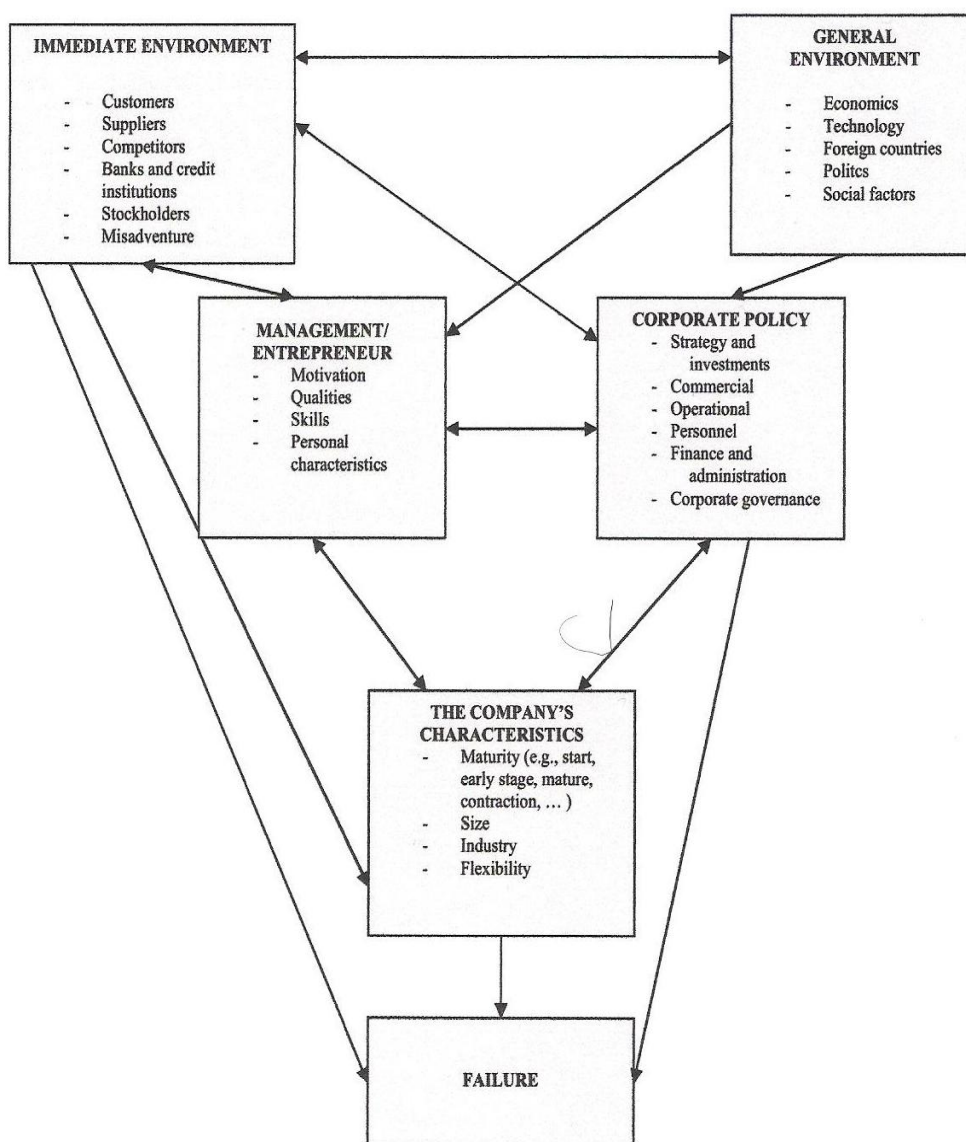 IMMEDIATE ENVIRONMENT
- Customers
- Suppliers
- Competitors
- Banks and credit
institutions
- Stockholders
- Misadventure
GENERAL
ENVIRONMENT
- Economics
- Technology
- Foreign countries
- Politcs
- Social factors
MANAGEMENT/
ENTREPRENEUR
- Motivation
- Qualities
- Skills
- Personal
characteristics
CORPORATE POLICY
- Strategy and
investments
- Commercial
- Operational
- Personnel
- Finance and
administration
- Corporate governance
THE COMPANY'S
CHARACTERISTICS
- Maturity (e.g., start,
early stage, mature,
contraction, ... )
- Size
- Industry
- Flexibility
FAILURE